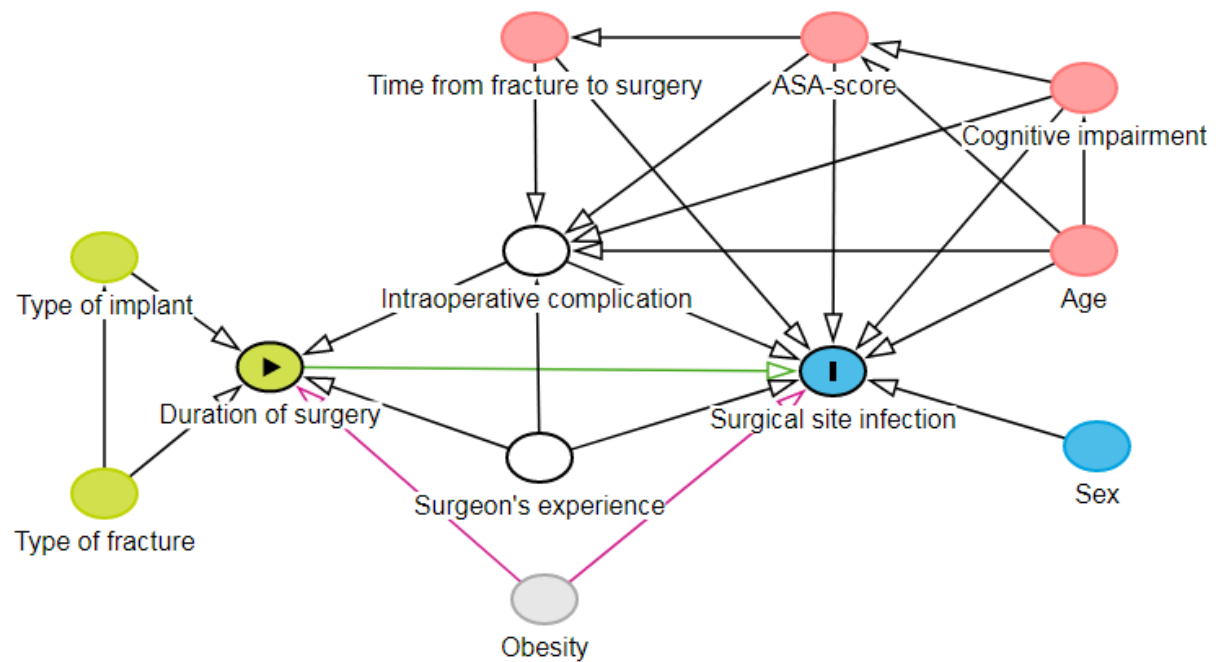 Time from fracture to surgery
ASA-score
Cognitive impairment
Type of implant
Intraoperative complication
Age
Duration of surgery
Surgical site infection
Surgeon's experience
Sex
Type of fracture
Obesity